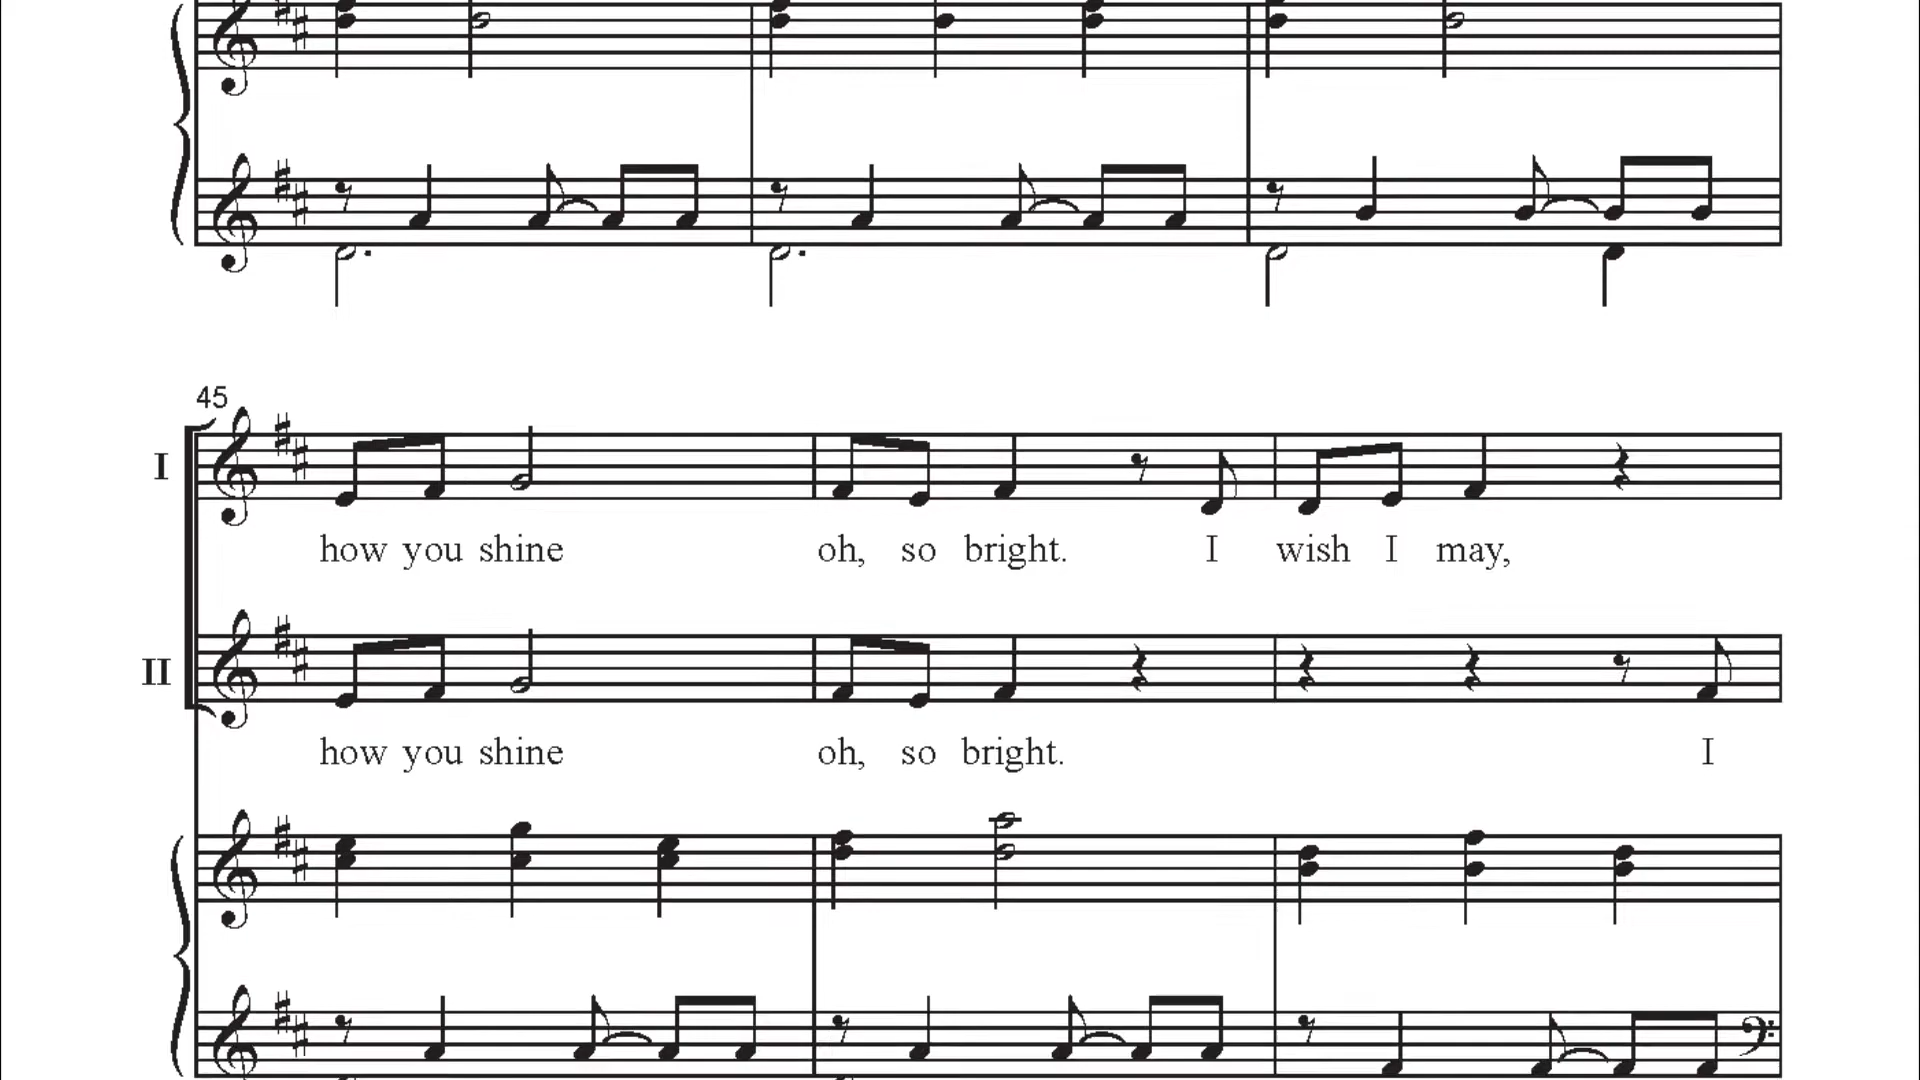 45
I
how you shine oh, so bright. I wish I may,
II
how you shine oh, so bright. I